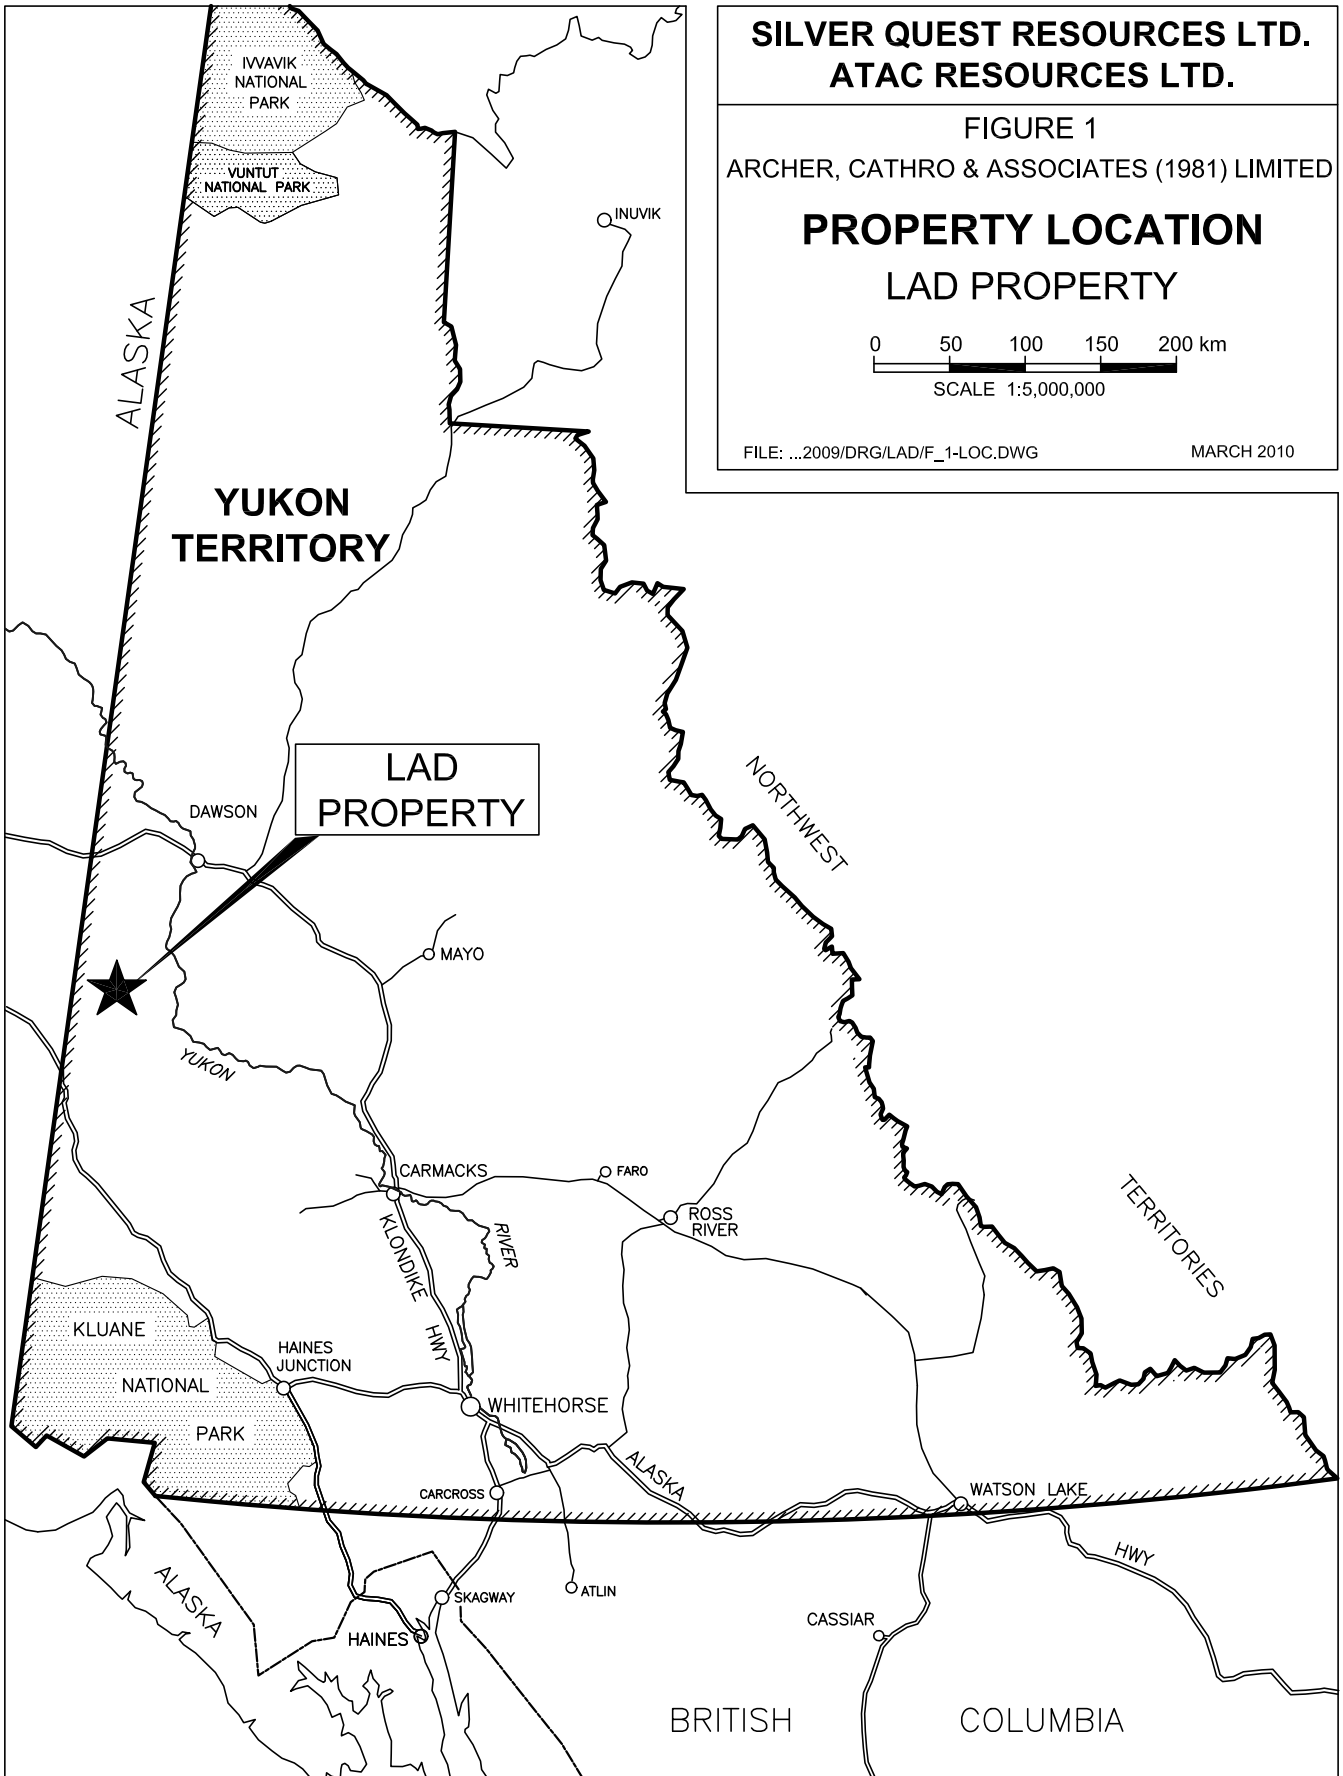 SILVER QUEST RESOURCES LTD.
ATAC RESOURCES LTD.
FIGURE 1
ARCHER, CATHRO & ASSOCIATES (1981) LIMITED
PROPERTY LOCATION
LAD PROPERTY
0 50 100 150 200 km
SCALE 1:5,000,000
FILE: ...2009/DRG/LAD/F_1-LOC.DWG MARCH 2010
IVVAVIK
NATIONAL
PARK
VUNTUT
NATIONAL PARK
INUVIK
ALASKA
YUKON
TERRITORY
LAD
PROPERTY
DAWSON
NORTHWEST
MAYO
YUKON
CARMACKS
FARO
ROSS
RIVER
TERRITORIES
KLONDIKE
HWY
RIVER
KLUANE
NATIONAL
PARK
HAINES
JUNCTION
WHITEHORSE
ALASKA
CARCROSS
WATSON LAKE
HWY
ALASKA
SKAGWAY
ATLIN
HAINES
CASSIAR
BRITISH COLUMBIA